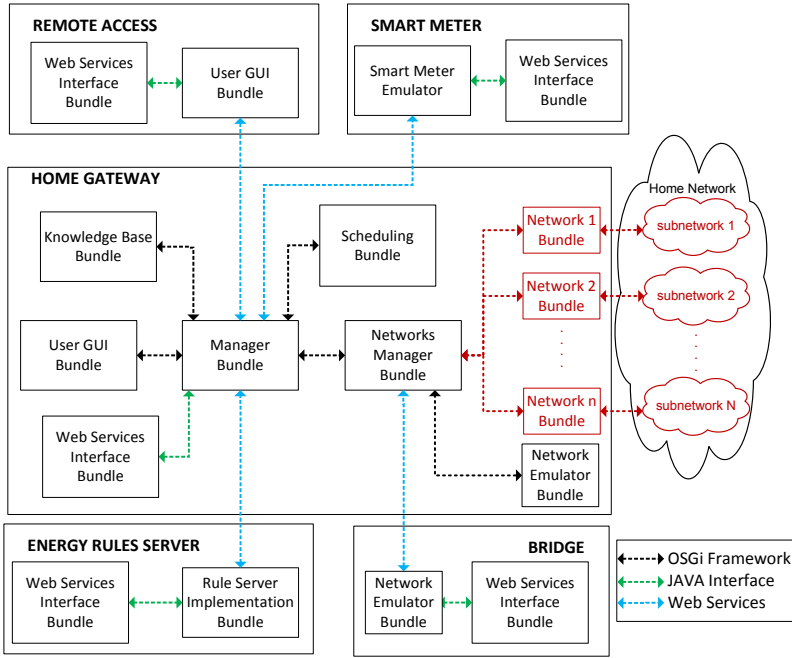 REMOTE ACCESS
Web Services
Interface
Bundle
User GUI
Bundle
SMART METER
Smart Meter
Emulator
Web Services
Interface
Bundle
HOME GATEWAY
Knowledge Base
Bundle
Scheduling
Bundle
User GUI
Bundle
Manager
Bundle
Networks
Manager
Bundle
Web Services
Interface
Bundle
Network 1
Bundle
Network 2
Bundle
Network n
Bundle
Network
Emulator
Bundle
Home Network
subnetwork 1
subnetwork 2
subnetwork N
ENERGY RULES SERVER
Web Services
Interface
Bundle
Rule Server
Implementation
Bundle
BRIDGE
Network
Emulator
Bundle
Web Services
Interface
Bundle
OSGi Framework
JAVA Interface
Web Services